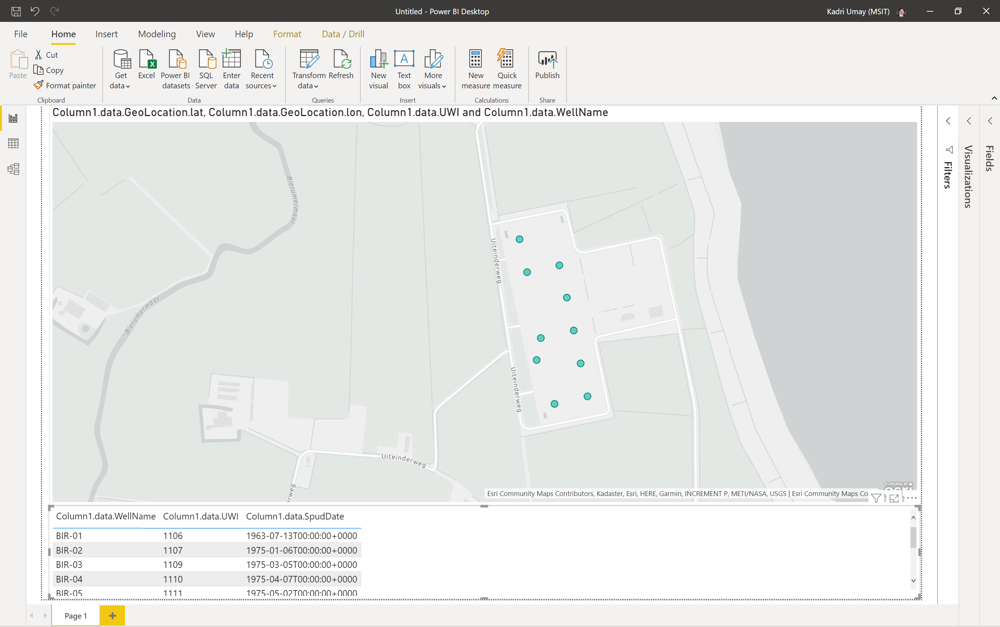 Untitled - Power BI Desktop
Kadri Umay (MSIT)
File Home Insert Modeling View Help Format Data / Drill
Paste
Cut
Copy
Format painter
Clipboard
Get data
Excel
Power BI datasets
SQL Server
Enter data
Recent sources
Data
Transform data
Refresh
Queries
New visual
Text box
More visuals
Insert
New measure
Quick measure
Calculations
Publish
Share
Column1.data.GeoLocation.lat, Column1.data.GeoLocation.lon, Column1.data.UWI and Column1.data.WellName
Bierumermaar
Uiteinderweg
Bierumermaar
Uiteinderweg
Uiteinderweg
erweg
POWERED BY
esri
Esri Community Maps Contributors, Kadaster, Esri, HERE, Garmin, INCREMENT P, METI/NASA, USGS | Esri Community Maps Co
Filters
Visualizations
Fields
Column1.data.WellName Column1.data.UWI Column1.data.SpudDate
BIR-01 1106 1963-07-13T00:00:00+0000
BIR-02 1107 1975-01-06T00:00:00+0000
BIR-03 1109 1975-03-05T00:00:00+0000
BIR-04 1110 1975-04-07T00:00:00+0000
BIR-05 1111 1975-05-02T00:00:00+0000
Page 1